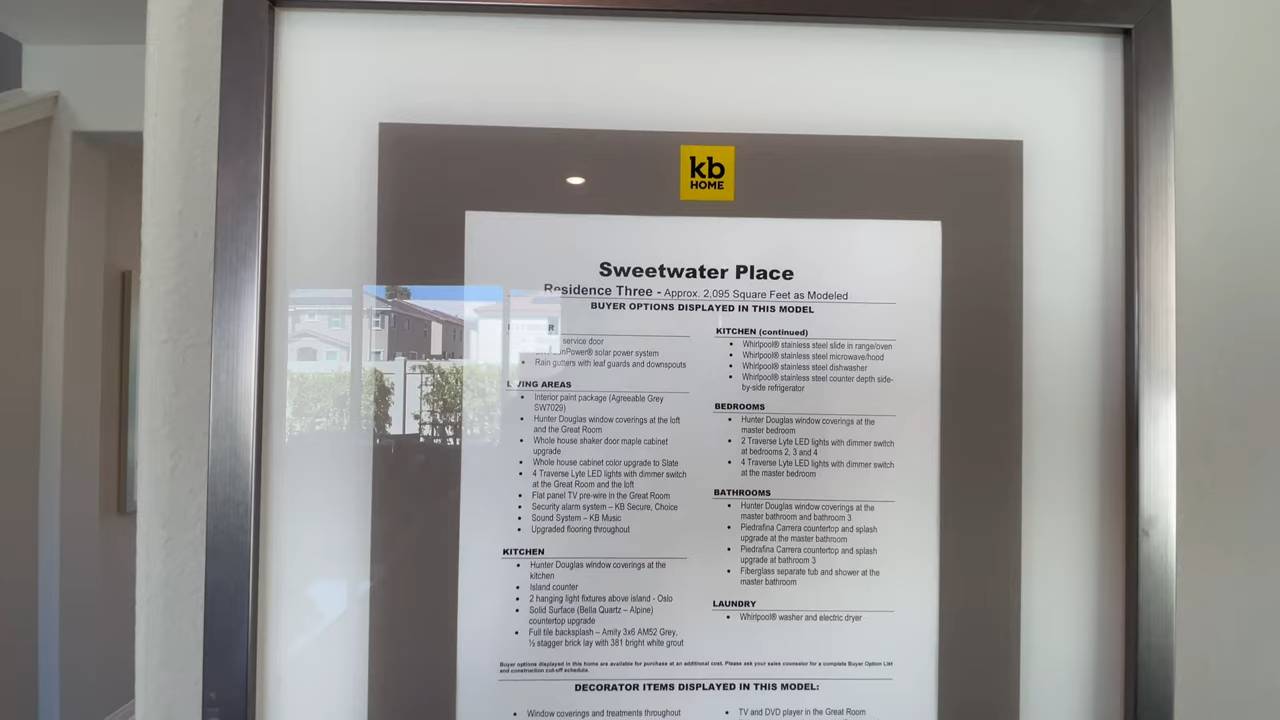 kb
HOME
Sweetwater Place
Residence Three - Approx. 2,095 Square Feet as Modeled
BUYER OPTIONS DISPLAYED IN THIS MODEL
service door
solar power system
• Rain gutters with leaf guards and downspouts
LIVING AREAS
• Interior paint package (Agreeable Grey
SW7029)
• Hunter Douglas window coverings at the loft
and the Great Room
• Whole house shaker door maple cabinet
upgrade
• Whole house cabinet color upgrade to Slate
• 4 Traverse Lyte LED lights with dimmer switch
at the Great Room and the loft
• Flat panel TV pre-wire in the Great Room
• Security alarm system – KB Secure, Choice
• Sound System – KB Music
• Upgraded flooring throughout
KITCHEN
• Hunter Douglas window coverings at the
kitchen
• Island counter
• 2 hanging light fixtures above island - Oslo
• Solid Surface (Bella Quartz – Alpine)
countertop upgrade
• Full tile backsplash – Amity 3x6 AM52 Grey,
½ stagger brick lay with 381 bright white grout
KITCHEN (continued)
• Whirlpool® stainless steel slide in range/oven
• Whirlpool® stainless steel microwave/hood
• Whirlpool® stainless steel dishwasher
• Whirlpool® stainless steel counter depth side-
by-side refrigerator
BEDROOMS
• Hunter Douglas window coverings at the
master bedroom
• 2 Traverse Lyte LED lights with dimmer switch
at bedrooms 2, 3 and 4
• 4 Traverse Lyte LED lights with dimmer switch
at the master bedroom
BATHROOMS
• Hunter Douglas window coverings at the
master bathroom and bathroom 3
• Piedrafina Carrera countertop and splash
upgrade at the master bathroom
• Piedrafina Carrera countertop and splash
upgrade at bathroom 3
• Fiberglass separate tub and shower at the
master bathroom
LAUNDRY
• Whirlpool® washer and electric dryer
Buyer options displayed in this home are available for purchase at an additional cost. Please ask your sales counselor for a complete Buyer Option List
and construction cut-off schedule.
DECORATOR ITEMS DISPLAYED IN THIS MODEL:
• Window coverings and treatments throughout
• TV and DVD player in the Great Room